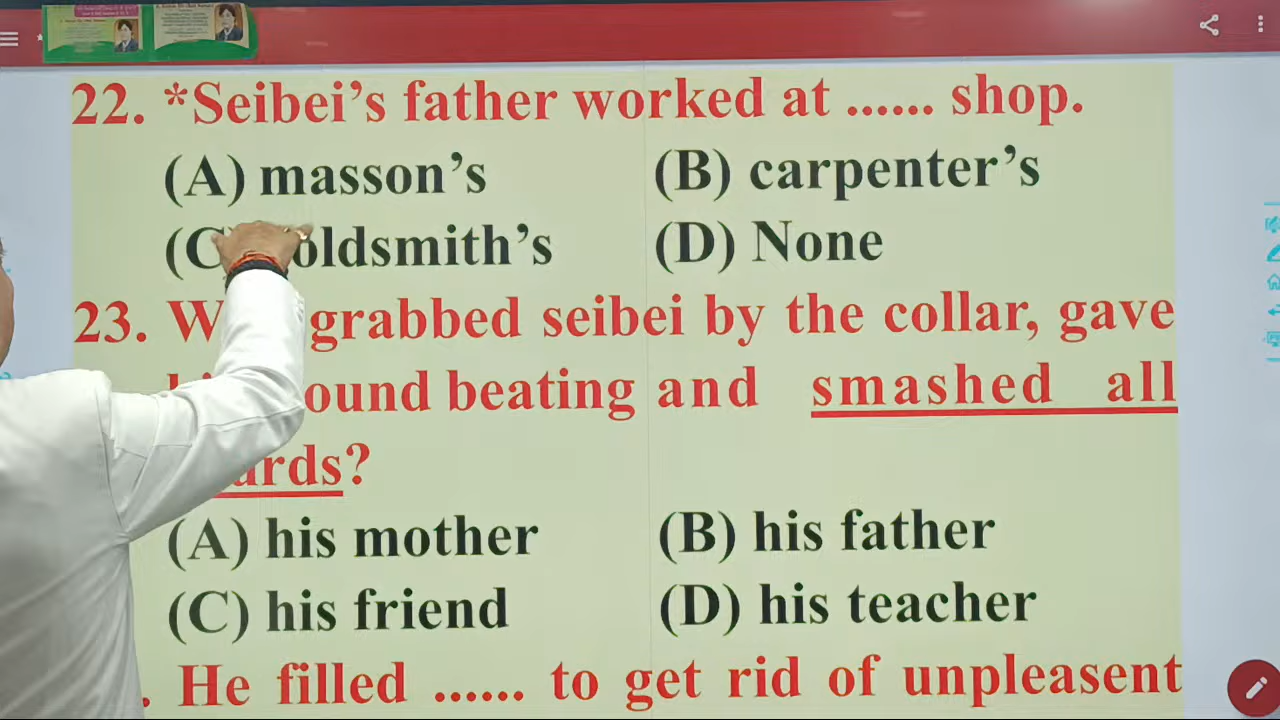 22. *Seibei's father worked at ...... shop.
(A) masson's (B) carpenter's
(C) oldsmith's (D) None
23. W grabbed seibei by the collar, gave
ound beating and smashed all
ards?
(A) his mother (B) his father
(C) his friend (D) his teacher
. He filled ...... to get rid of unpleasent